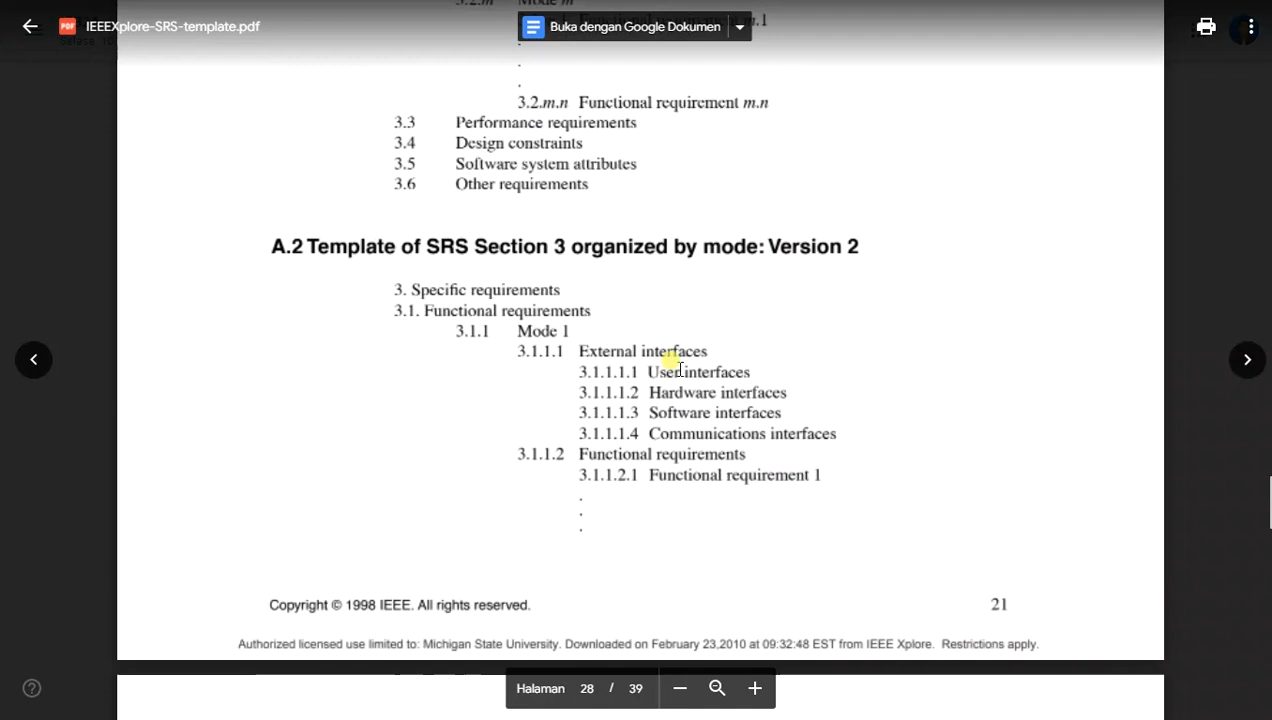 IEEEXplore-SRS-template.pdf
Buka dengan Google Dokumen
3.2.m Mode m
.
.
.
3.2.m.n Functional requirement m.n
3.3 Performance requirements
3.4 Design constraints
3.5 Software system attributes
3.6 Other requirements
A.2 Template of SRS Section 3 organized by mode: Version 2
3. Specific requirements
3.1. Functional requirements
3.1.1 Mode 1
3.1.1.1 External interfaces
3.1.1.1.1 User interfaces
3.1.1.1.2 Hardware interfaces
3.1.1.1.3 Software interfaces
3.1.1.1.4 Communications interfaces
3.1.1.2 Functional requirements
3.1.1.2.1 Functional requirement 1
.
.
.
Copyright © 1998 IEEE. All rights reserved.
21
Authorized licensed use limited to: Michigan State University. Downloaded on February 23,2010 at 09:32:48 EST from IEEE Xplore. Restrictions apply.
Halaman 28 / 39